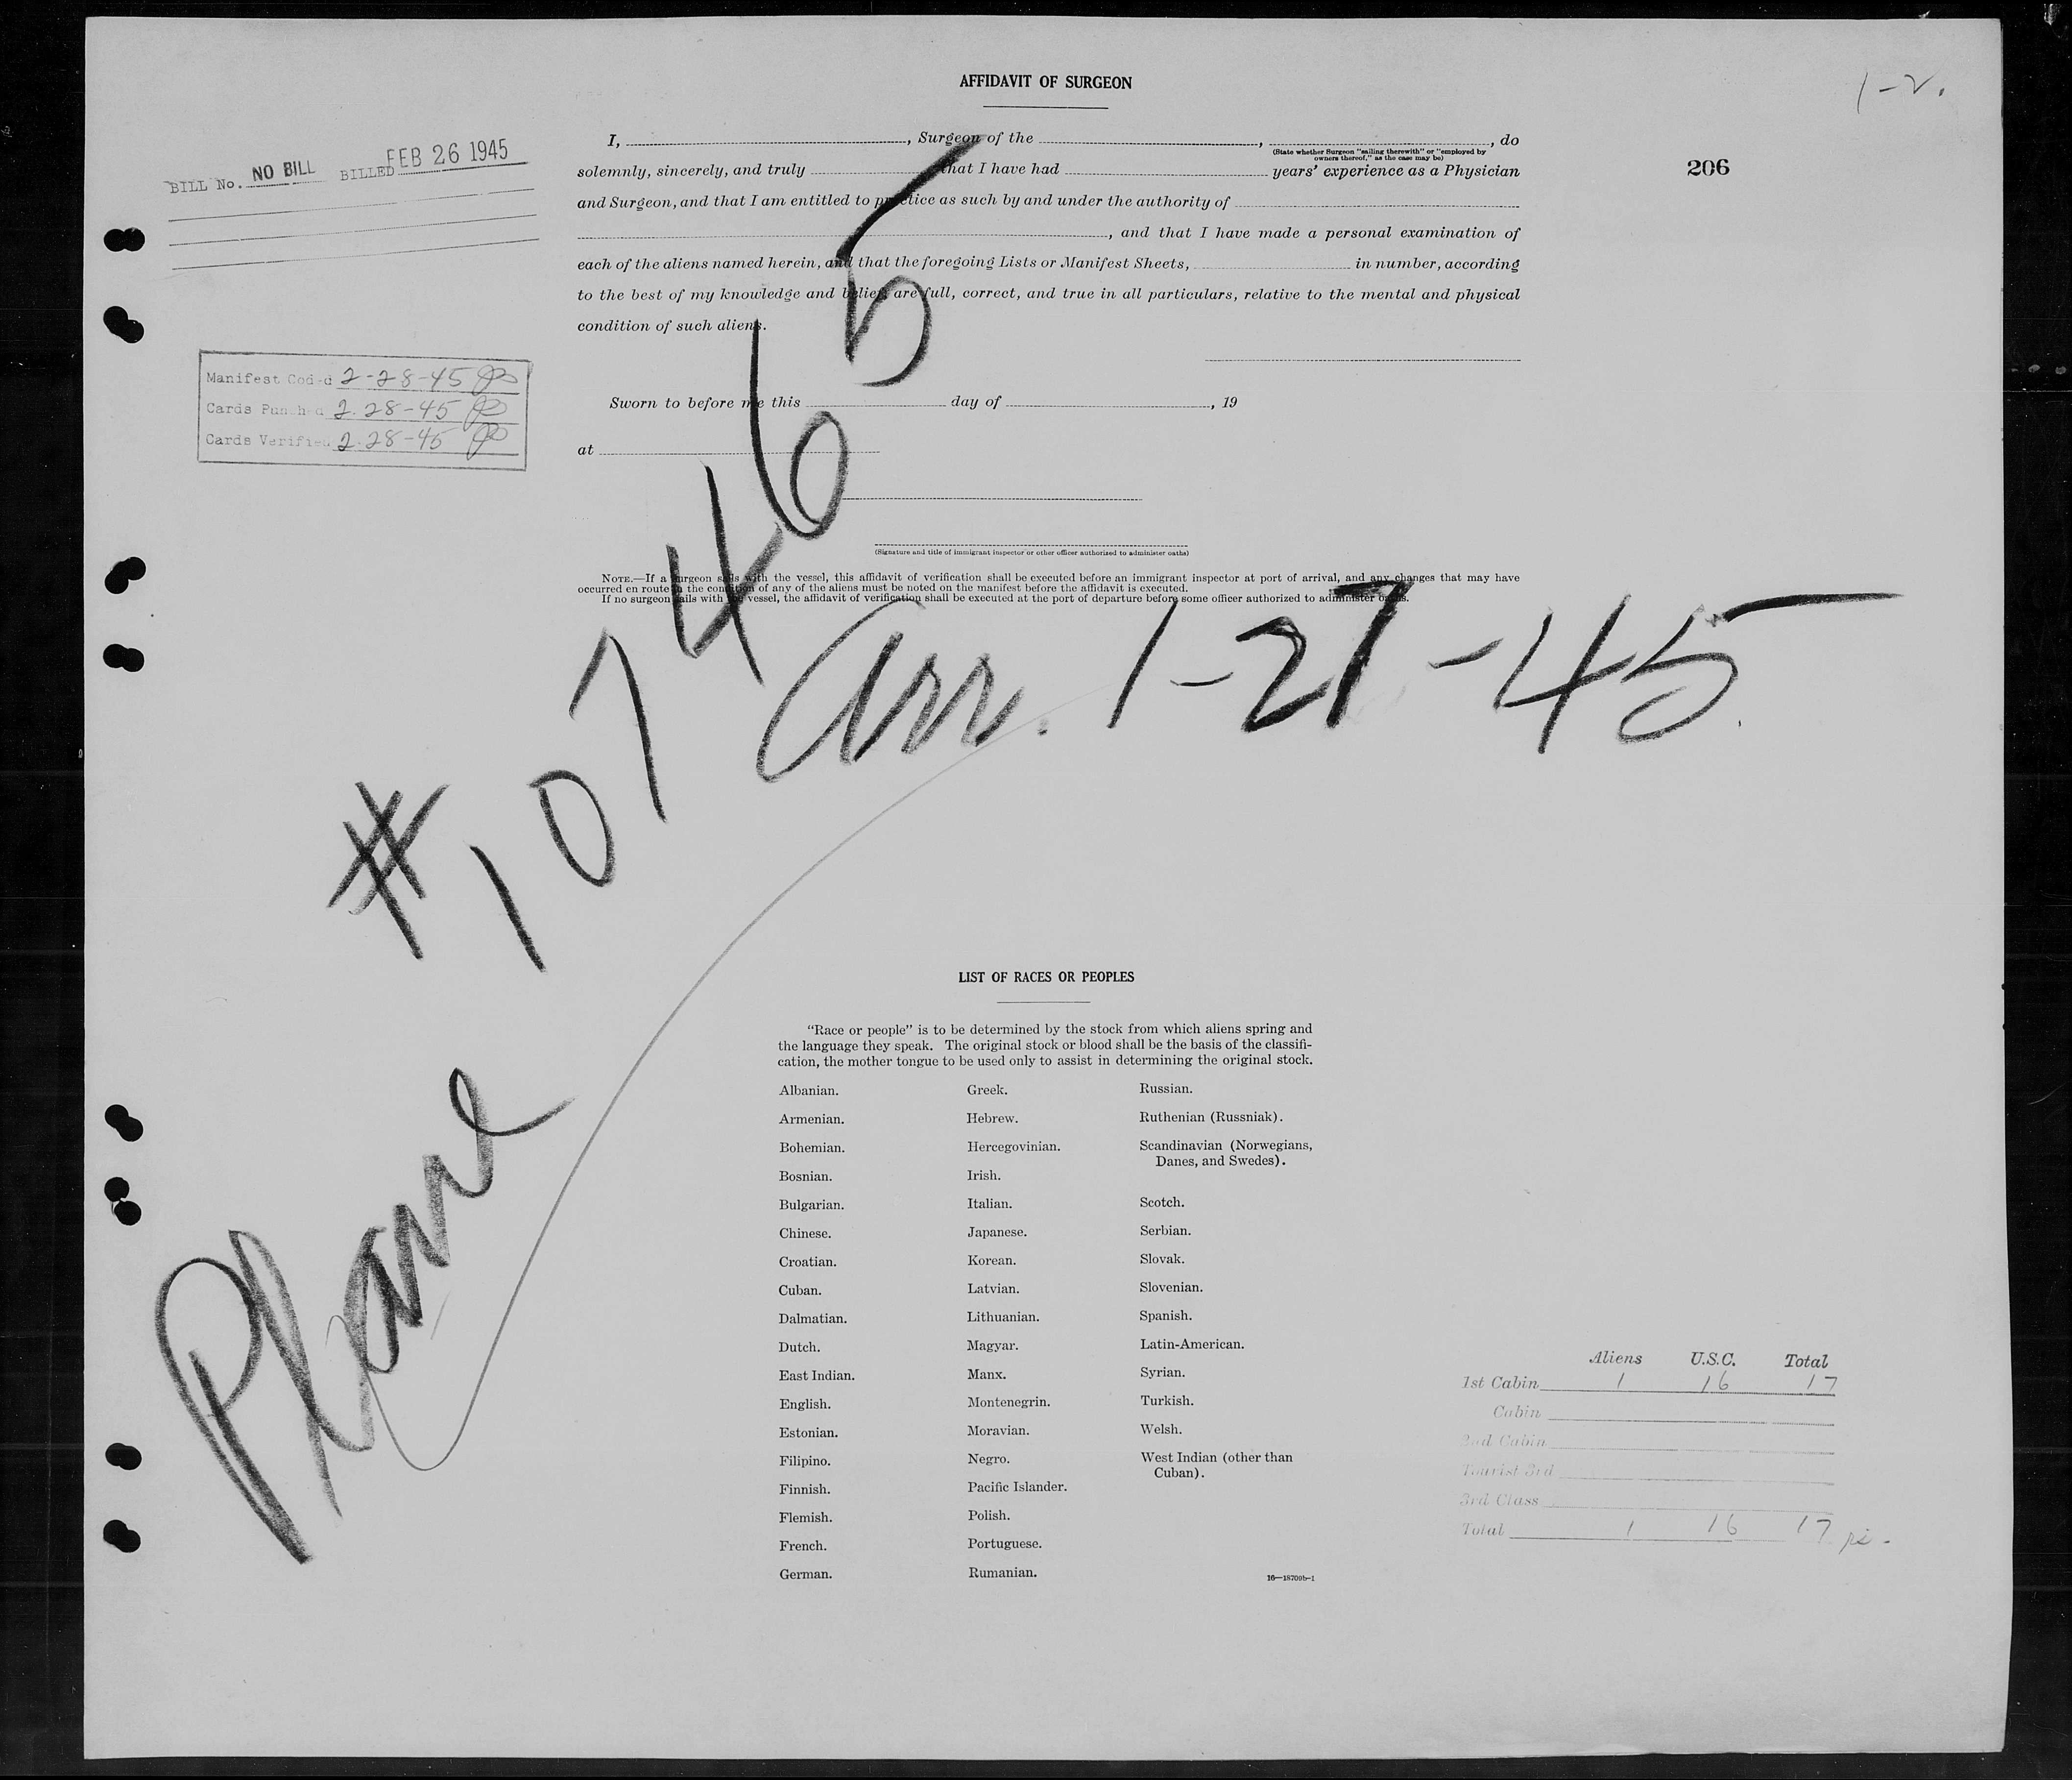 AFFIDAVIT OF SURGEON
1-2.
206
BILL No. NO BILL BILLED FEB 26 1945
I, , Surgeon of the , , do
(State whether Surgeon "sailing therewith" or "employed by
owners thereof," as the case may be)
solemnly, sincerely, and truly that I have had years' experience as a Physician
and Surgeon, and that I am entitled to practice as such by and under the authority of
, and that I have made a personal examination of
each of the aliens named herein, and that the foregoing Lists or Manifest Sheets, in number, according
to the best of my knowledge and belief, are full, correct, and true in all particulars, relative to the mental and physical
condition of such aliens.
Manifest Coded 2-28-45
Cards Punched 2-28-45
Cards Verified 2-28-45
Sworn to before me this day of , 19
at
(Signature and title of immigrant inspector or other officer authorized to administer oaths)
NOTE.—If a surgeon sails with the vessel, this affidavit of verification shall be executed before an immigrant inspector at port of arrival, and any changes that may have
occurred en route in the condition of any of the aliens must be noted on the manifest before the affidavit is executed.
If no surgeon sails with the vessel, the affidavit of verification shall be executed at the port of departure before some officer authorized to administer oaths.
Plane
# 107465
arr. 1-27-45
LIST OF RACES OR PEOPLES
"Race or people" is to be determined by the stock from which aliens spring and
the language they speak. The original stock or blood shall be the basis of the classifi-
cation, the mother tongue to be used only to assist in determining the original stock.
Albanian.
Armenian.
Bohemian.
Bosnian.
Bulgarian.
Chinese.
Croatian.
Cuban.
Dalmatian.
Dutch.
East Indian.
English.
Estonian.
Filipino.
Finnish.
Flemish.
French.
German.
Greek.
Hebrew.
Hercegovinian.
Irish.
Italian.
Japanese.
Korean.
Latvian.
Lithuanian.
Magyar.
Manx.
Montenegrin.
Moravian.
Negro.
Pacific Islander.
Polish.
Portuguese.
Rumanian.
Russian.
Ruthenian (Russniak).
Scandinavian (Norwegians,
Danes, and Swedes).
Scotch.
Serbian.
Slovak.
Slovenian.
Spanish.
Latin-American.
Syrian.
Turkish.
Welsh.
West Indian (other than
Cuban).
16—18709b-1
Aliens U.S.C. Total
1st Cabin 1 16 17
Cabin
2nd Cabin
Tourist 3rd
3rd Class
Total 1 16 17